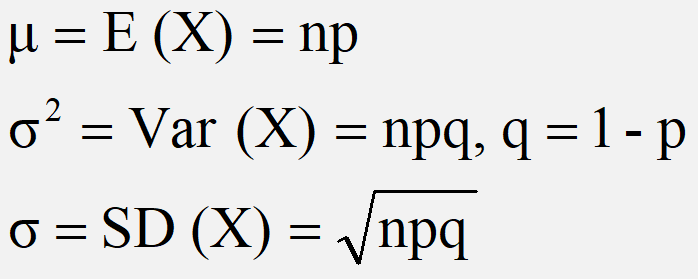 μ = E (X) = np
σ² = Var (X) = npq, q = 1 - p
σ = SD (X) = √npq